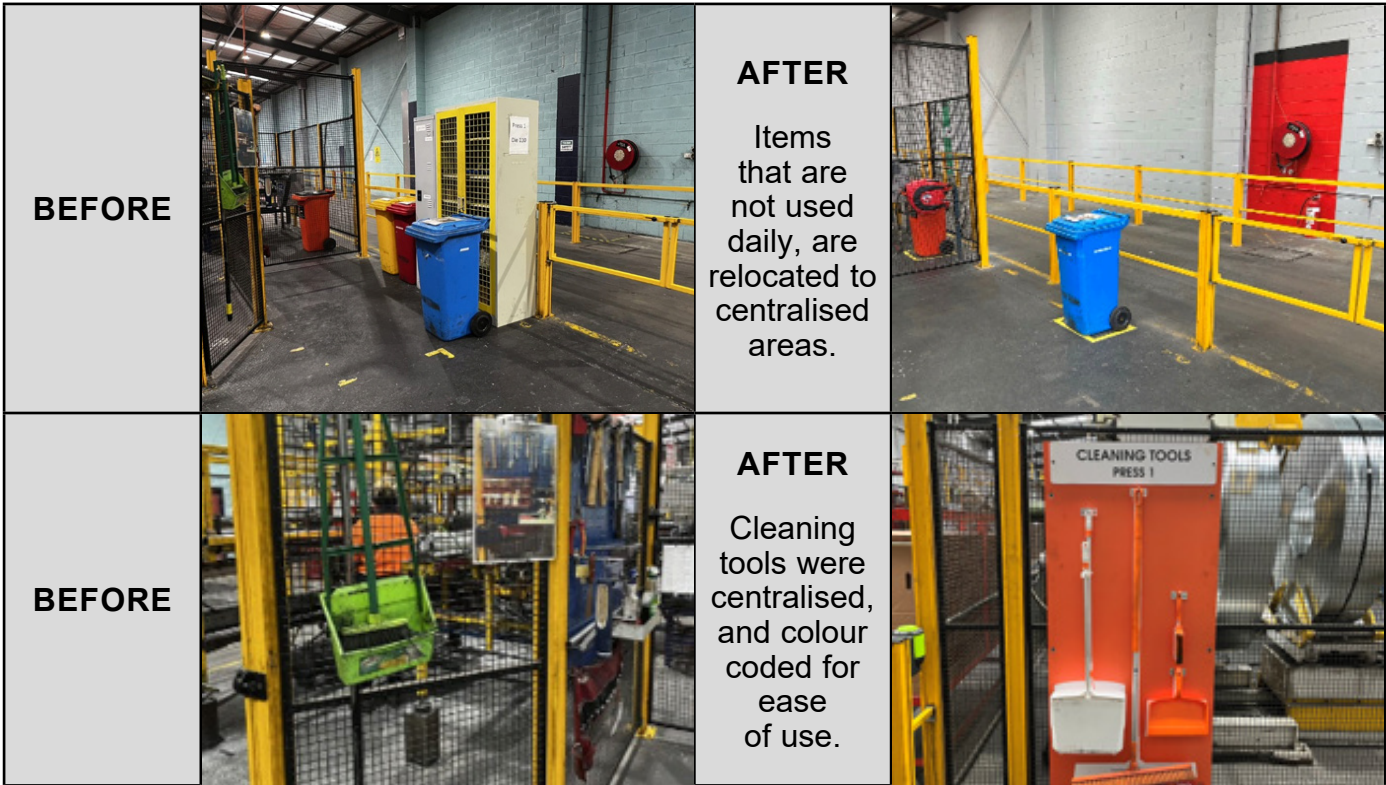 BEFORE
AFTER
Items
that are
not used
daily, are
relocated to
centralised
areas.
BEFORE
AFTER
Cleaning
tools were
centralised,
and colour
coded for
ease
of use.
CLEANING TOOLS
PRESS 1